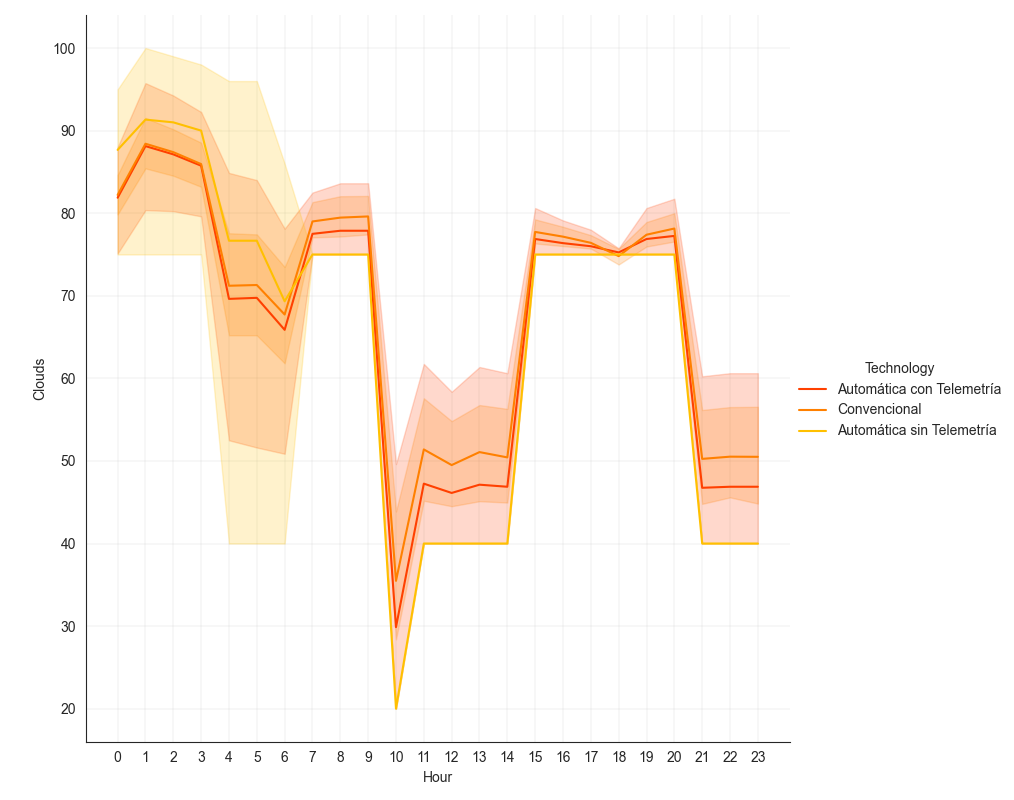 100
90
80
70
60
50
40
30
20
Clouds
0 1 2 3 4 5 6 7 8 9 10 11 12 13 14 15 16 17 18 19 20 21 22 23
Hour
Technology
Automática con Telemetría
Convencional
Automática sin Telemetría